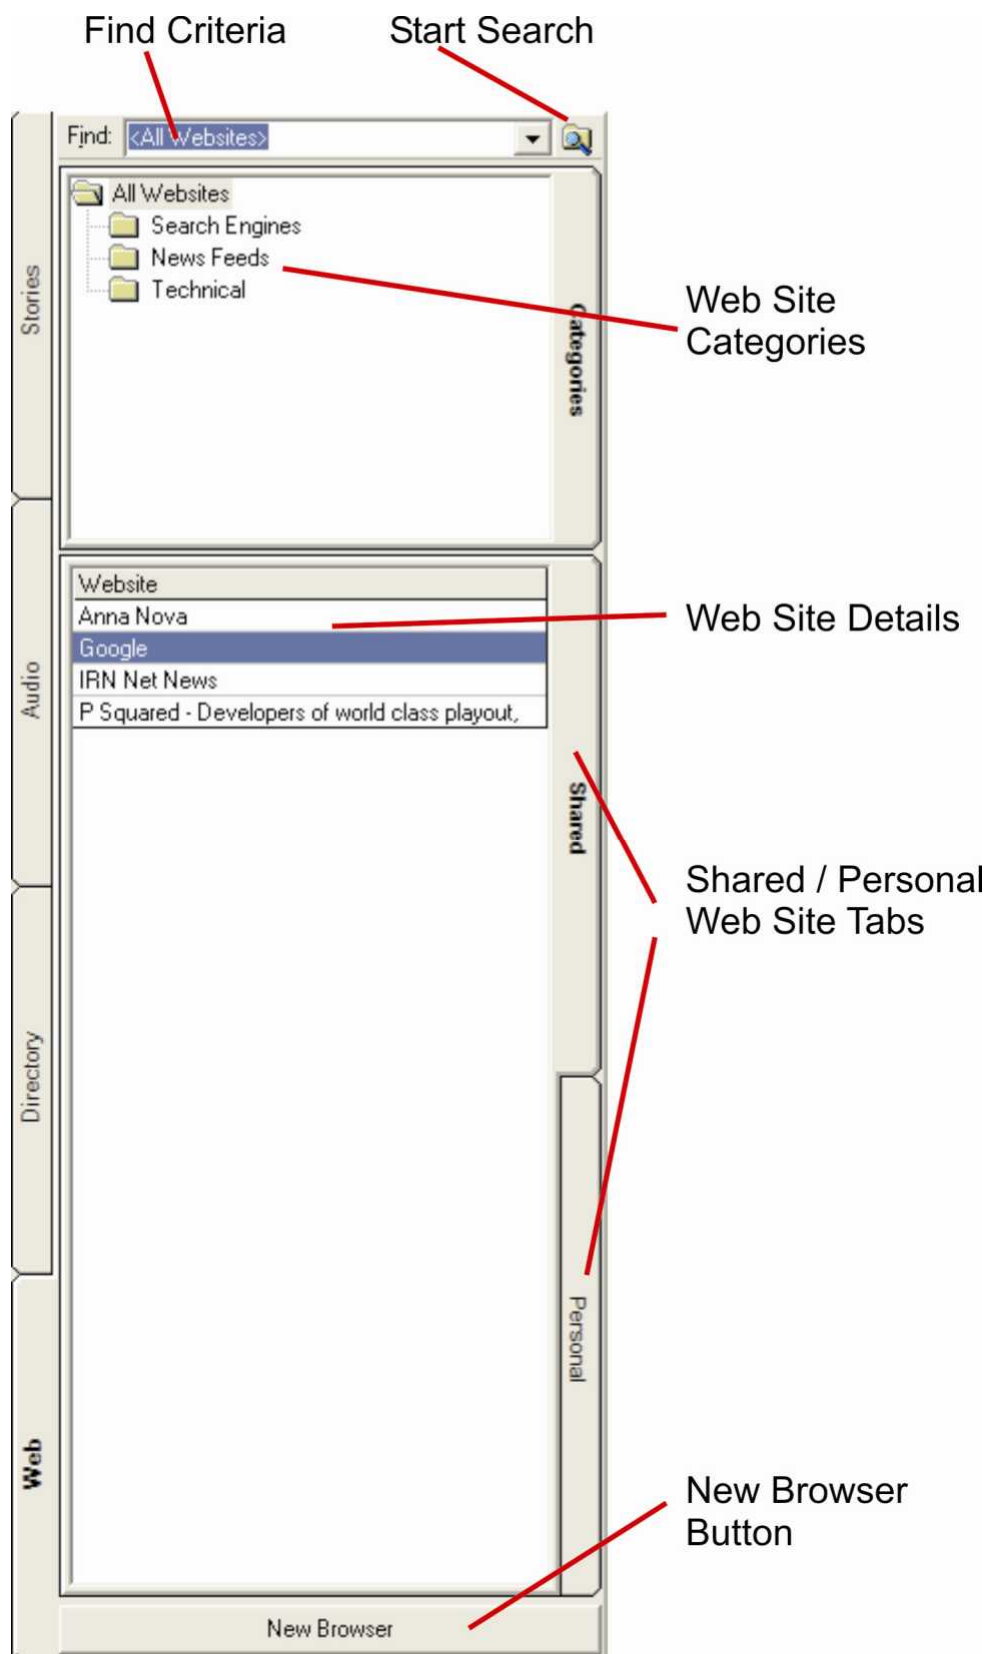 Find Criteria
Start Search
Find: <All Websites>
All Websites
Search Engines
News Feeds
Technical
Categories
Web Site
Categories
Stories
Website
Anna Nova
Google
IRN Net News
P Squared - Developers of world class playout,
Web Site Details
Audio
Shared
Shared / Personal
Web Site Tabs
Directory
Personal
Web
New Browser
Button
New Browser